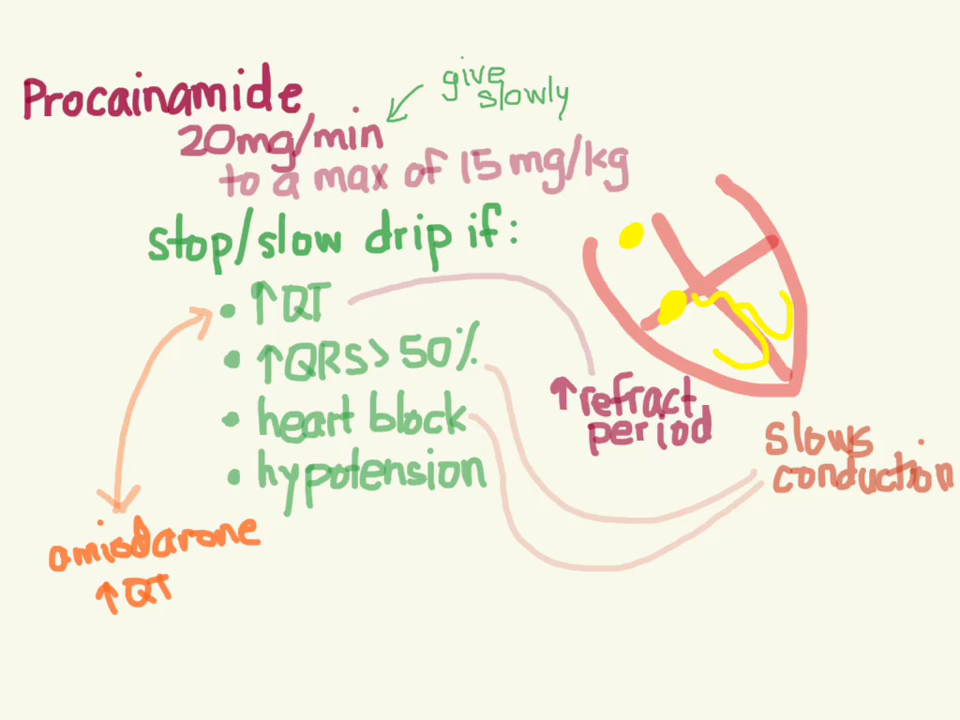 Procainamide
give
slowly
20mg/min
to a max of 15 mg/kg
stop/slow drip if:
• ↑QT
• ↑QRS > 50%
• heart block
• hypotension
↑refract
period
slows
conduction
amiodarone
↑QT